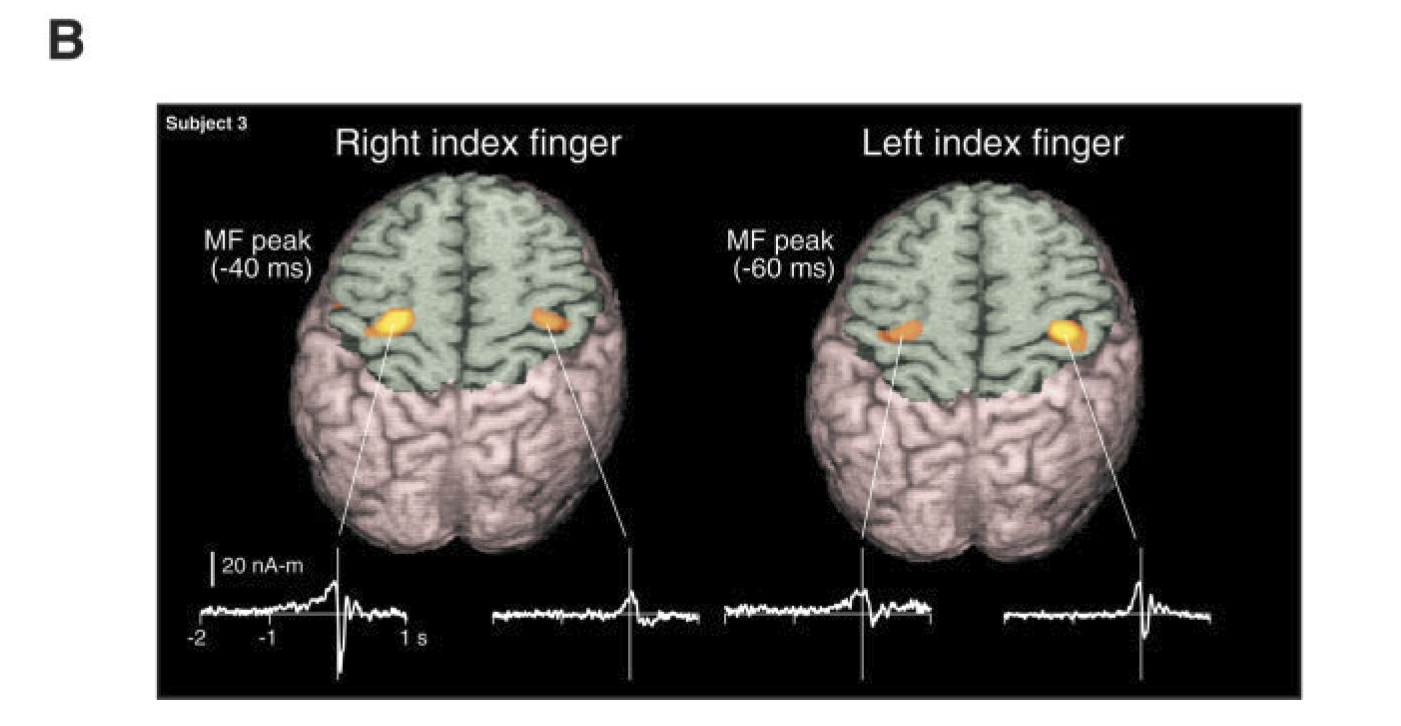 B
Subject 3
Right index finger
Left index finger
MF peak
(-40 ms)
MF peak
(-60 ms)
20 nA-m
-2 -1 1 s